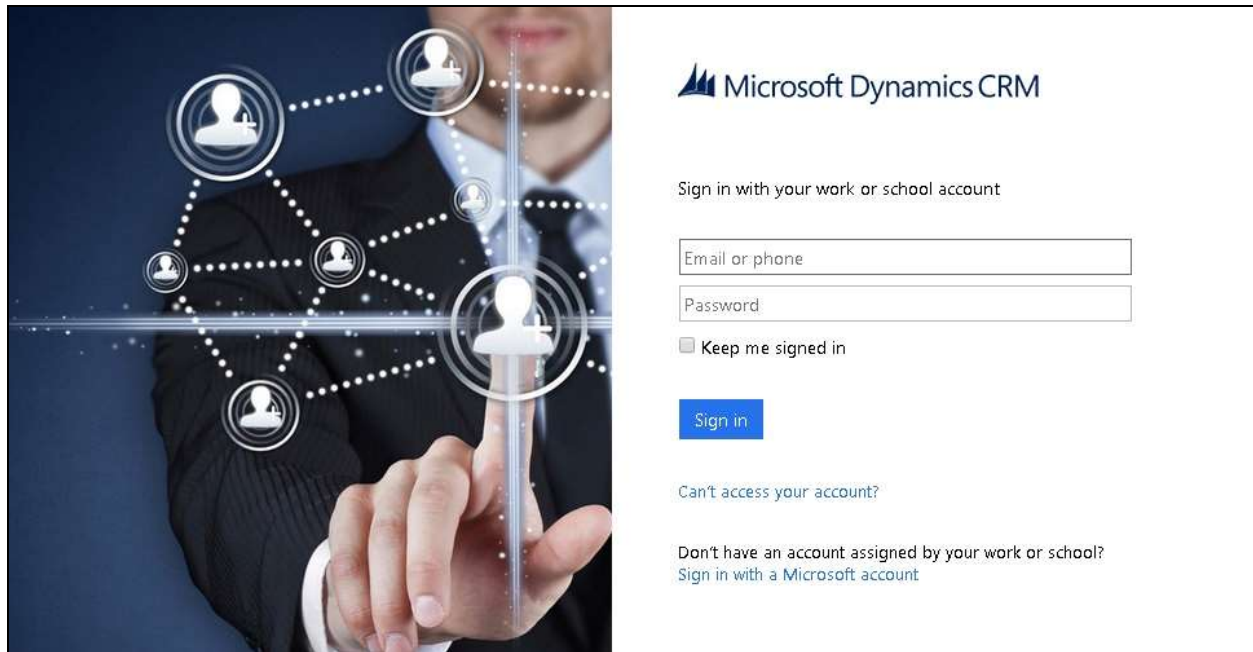 Microsoft Dynamics CRM
Sign in with your work or school account
Email or phone
Password
Keep me signed in
Sign in
Can't access your account?
Don't have an account assigned by your work or school?
Sign in with a Microsoft account